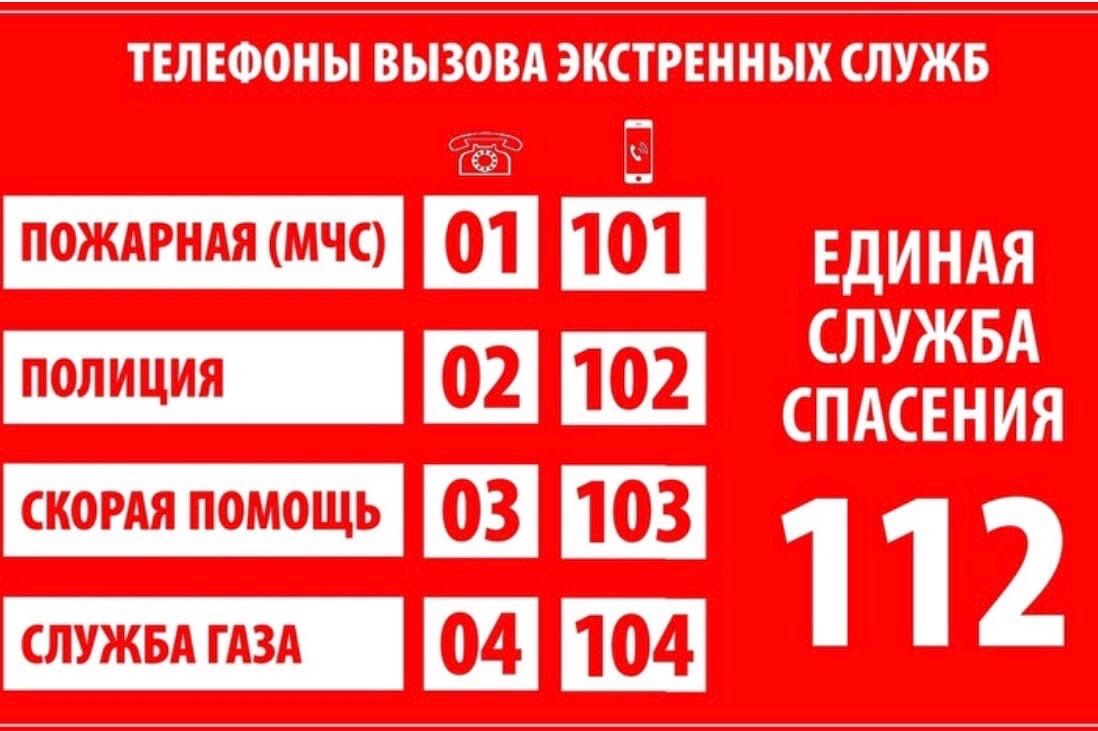 ТЕЛЕФОНЫ ВЫЗОВА ЭКСТРЕННЫХ СЛУЖБ
ПОЖАРНАЯ (МЧС) 01 101
ПОЛИЦИЯ 02 102
СКОРАЯ ПОМОЩЬ 03 103
СЛУЖБА ГАЗА 04 104
ЕДИНАЯ
СЛУЖБА
СПАСЕНИЯ
112